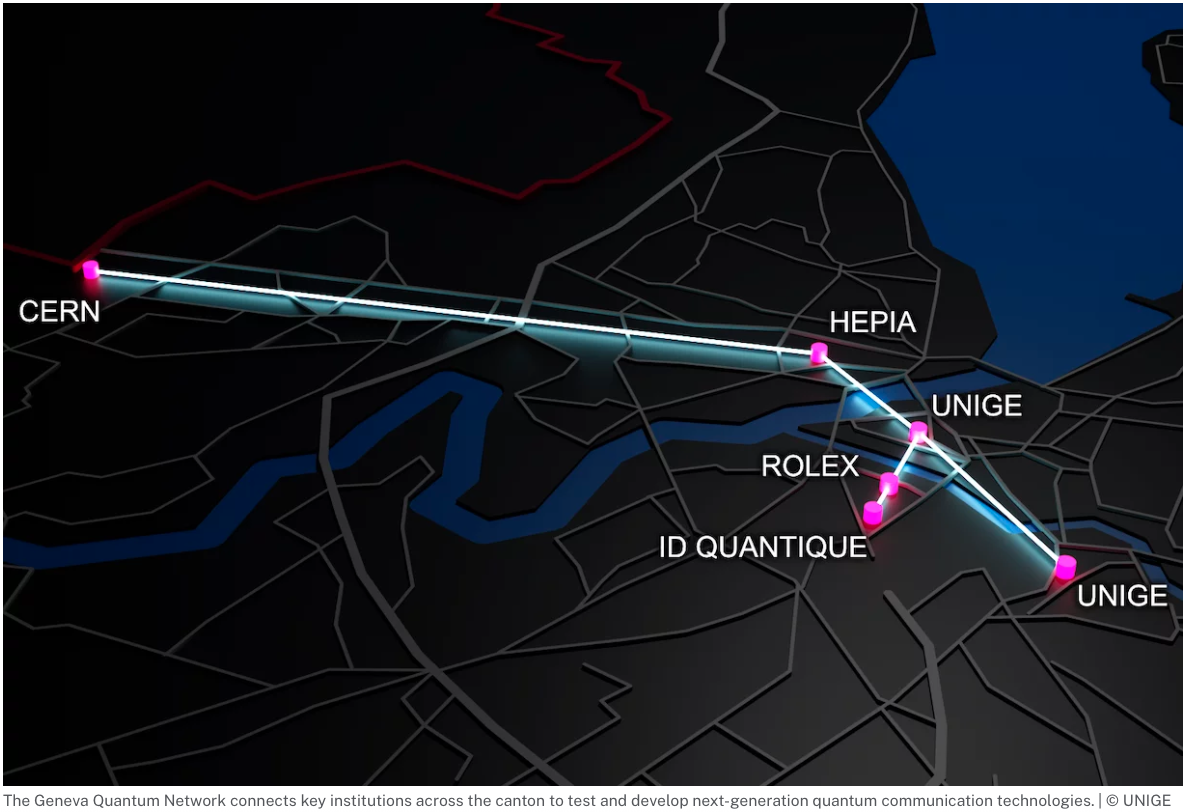 CERN
HEPIA
UNIGE
ROLEX
ID QUANTIQUE
UNIGE
The Geneva Quantum Network connects key institutions across the canton to test and develop next-generation quantum communication technologies. | © UNIGE